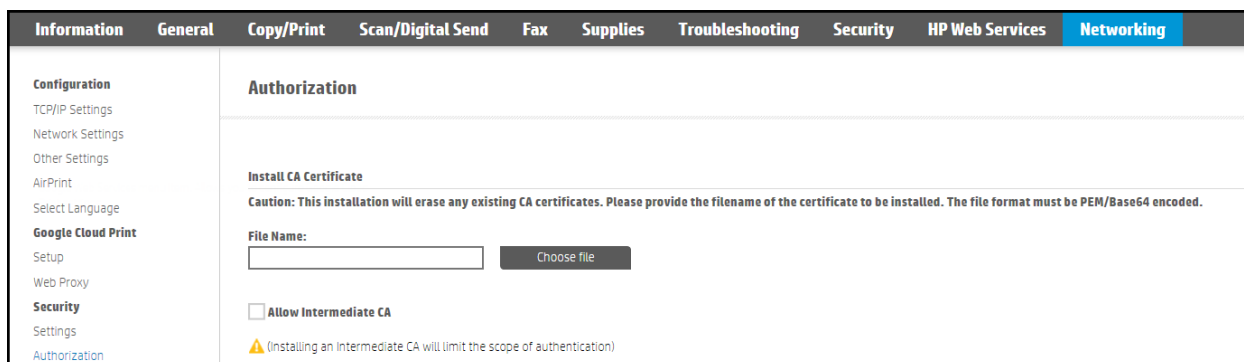 Information General Copy/Print Scan/Digital Send Fax Supplies Troubleshooting Security HP Web Services Networking
Configuration
TCP/IP Settings
Network Settings
Other Settings
AirPrint
Select Language
Google Cloud Print
Setup
Web Proxy
Security
Settings
Authorization
Authorization
Install CA Certificate
Caution: This installation will erase any existing CA certificates. Please provide the filename of the certificate to be installed. The file format must be PEM/Base64 encoded.
File Name:
Choose file
Allow Intermediate CA
(Installing an Intermediate CA will limit the scope of authentication)